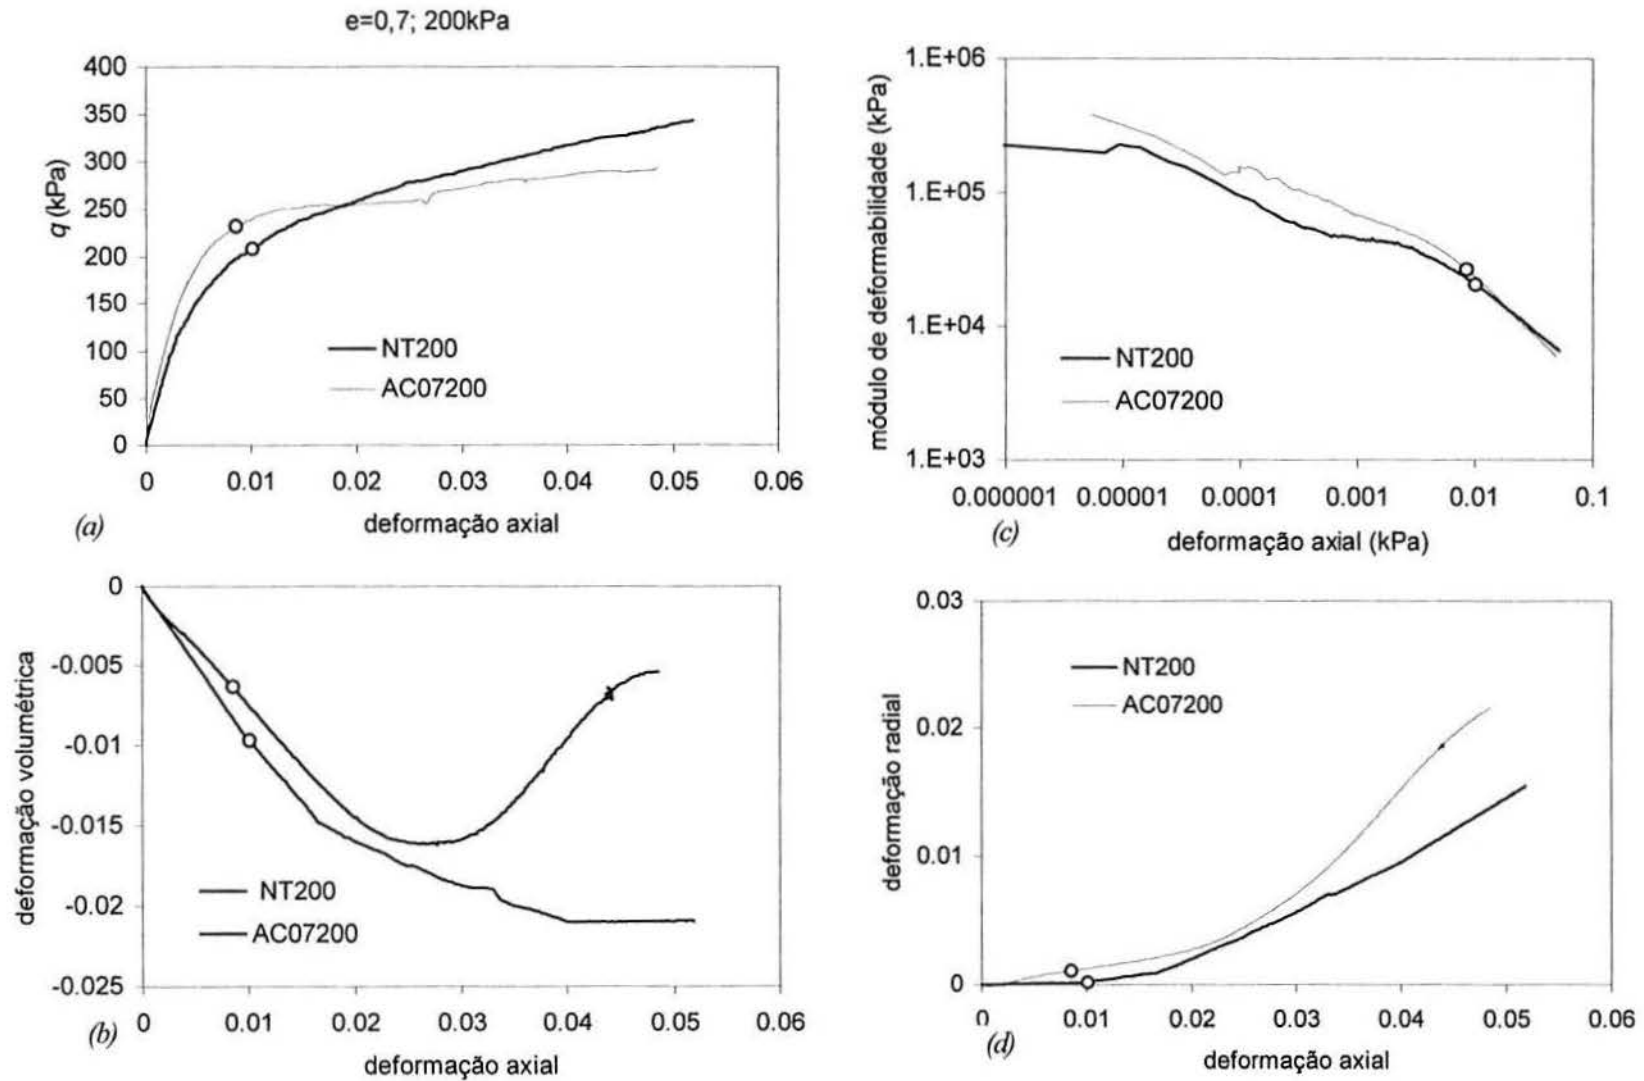 e=0,7; 200kPa
400
350
300
250
200
150
100
50
0
q (kPa)
NT200
AC07200
0 0.01 0.02 0.03 0.04 0.05 0.06
(a)
deformação axial
1.E+06
1.E+05
1.E+04
1.E+03
módulo de deformabilidade (kPa)
NT200
AC07200
0.000001 0.00001 0.0001 0.001 0.01 0.1
(c)
deformação axial (kPa)
0
-0.005
-0.01
-0.015
-0.02
-0.025
deformação volumétrica
NT200
AC07200
0 0.01 0.02 0.03 0.04 0.05 0.06
(b)
deformação axial
0.03
0.02
0.01
0
deformação radial
NT200
AC07200
0 0.01 0.02 0.03 0.04 0.05 0.06
(d)
deformação axial